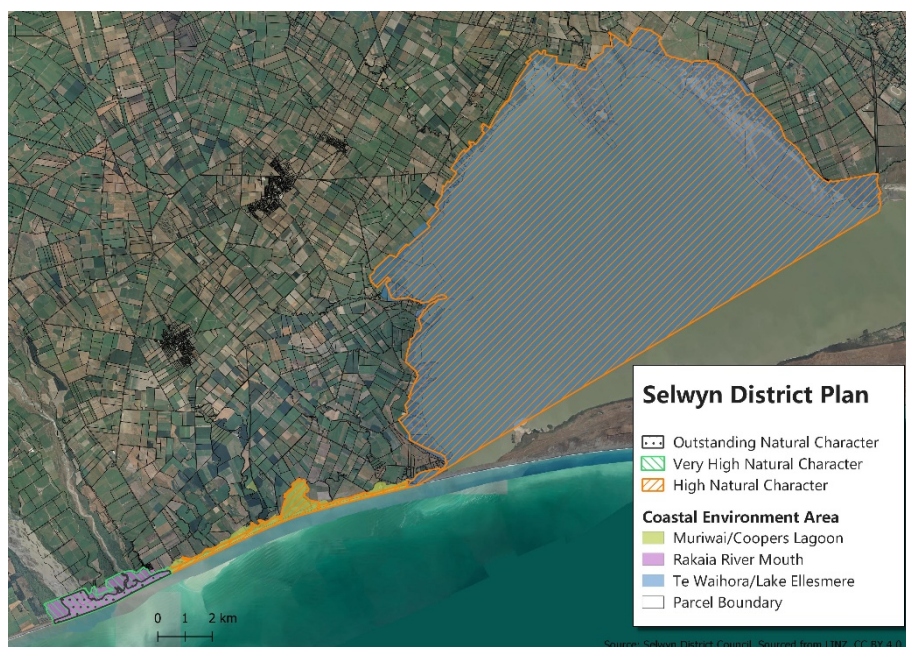 Selwyn District Plan
Outstanding Natural Character
Very High Natural Character
High Natural Character
Coastal Environment Area
Muriwai/Coopers Lagoon
Rakaia River Mouth
Te Waihora/Lake Ellesmere
Parcel Boundary
0 1 2 km
Source: Selwyn District Council, Sourced from LINZ, CC BY 4.0